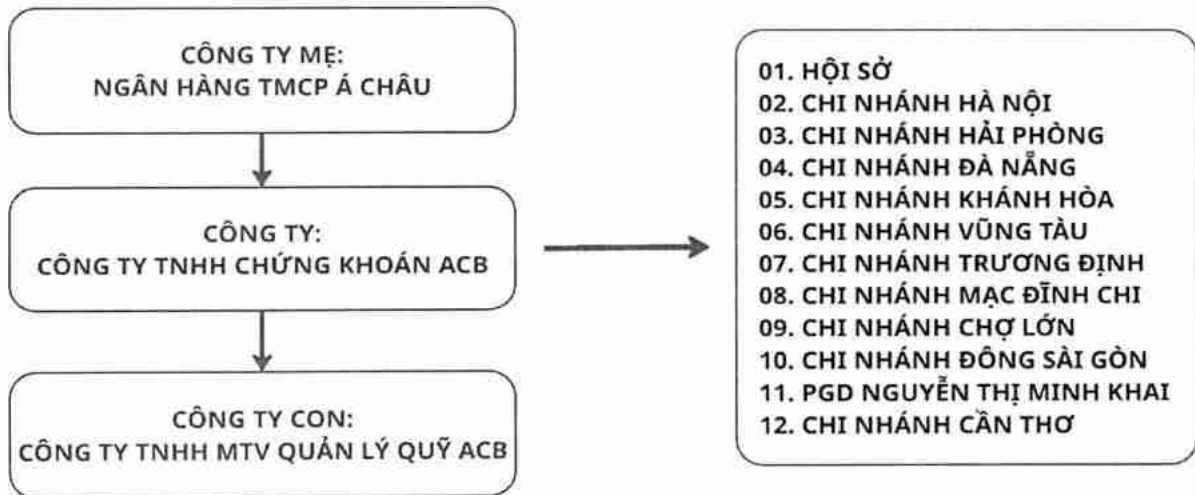 CÔNG TY MẸ:
NGÂN HÀNG TMCP Á CHÂU
CÔNG TY:
CÔNG TY TNHH CHỨNG KHOÁN ACB
CÔNG TY CON:
CÔNG TY TNHH MTV QUẢN LÝ QUỸ ACB
01. HỘI SỞ
02. CHI NHÁNH HÀ NỘI
03. CHI NHÁNH HẢI PHÒNG
04. CHI NHÁNH ĐÀ NẴNG
05. CHI NHÁNH KHÁNH HÒA
06. CHI NHÁNH VŨNG TÀU
07. CHI NHÁNH TRƯƠNG ĐỊNH
08. CHI NHÁNH MẠC ĐĨNH CHI
09. CHI NHÁNH CHỢ LỚN
10. CHI NHÁNH ĐÔNG SÀI GÒN
11. PGD NGUYỄN THỊ MINH KHAI
12. CHI NHÁNH CẦN THƠ